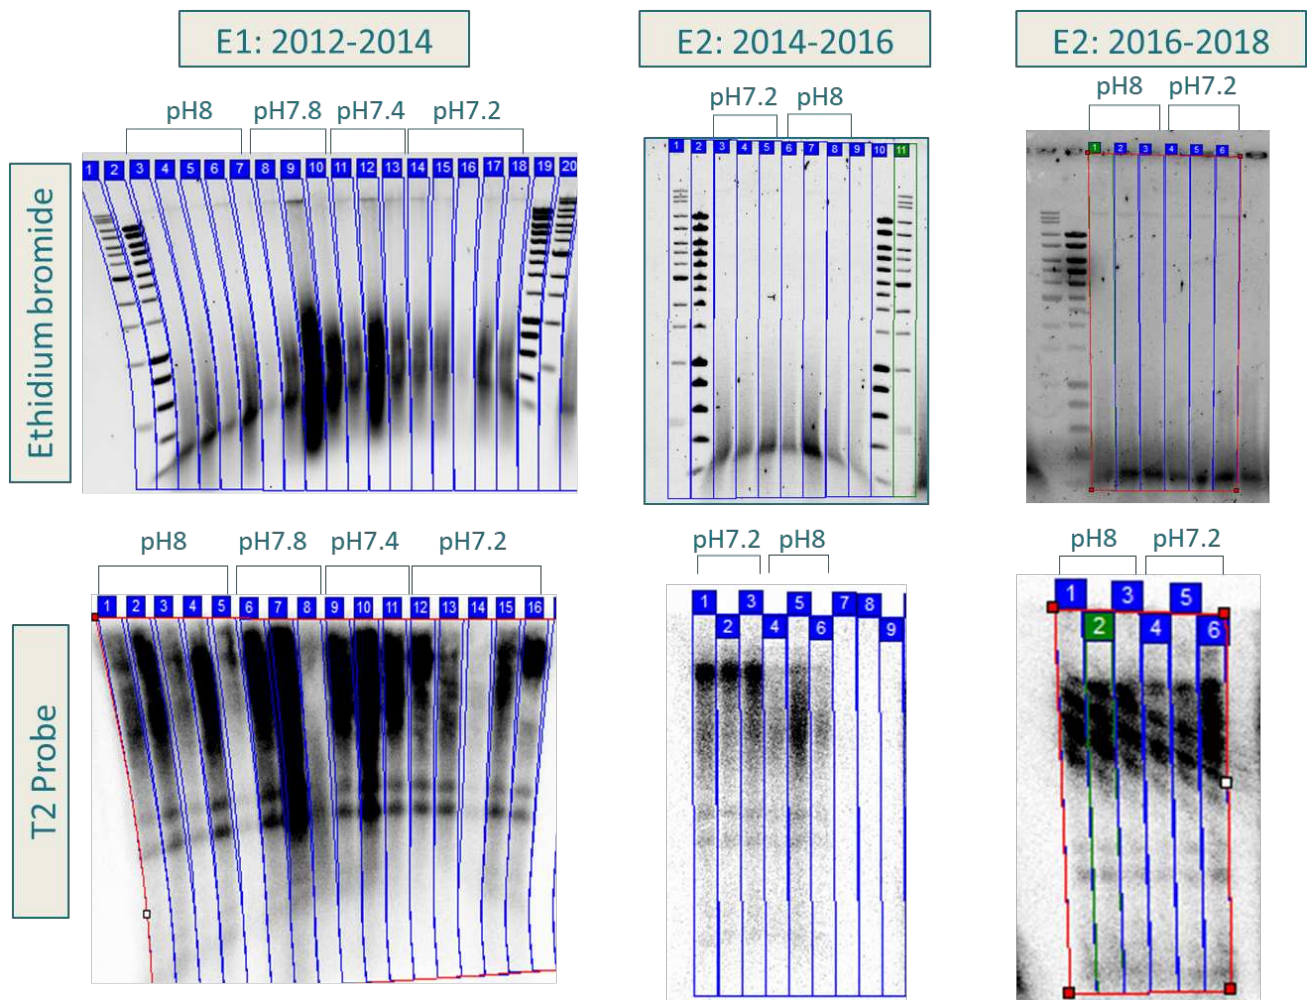 E1: 2012-2014
E2: 2014-2016
E2: 2016-2018
pH8 pH7.8 pH7.4 pH7.2
pH7.2 pH8
pH8 pH7.2
Ethidium bromide
1 2 3 4 5 6 7 8 9 10 11 12 13 14 15 16 17 18 19 20
1 2 3 4 5 6 7 8 9 10 11
1 2 3 4 5 6
pH8 pH7.8 pH7.4 pH7.2
pH7.2 pH8
pH8 pH7.2
T2 Probe
1 2 3 4 5 6 7 8 9 10 11 12 13 14 15 16
1 2 3 4 5 6 7 8 9
1 2 3 4 5 6